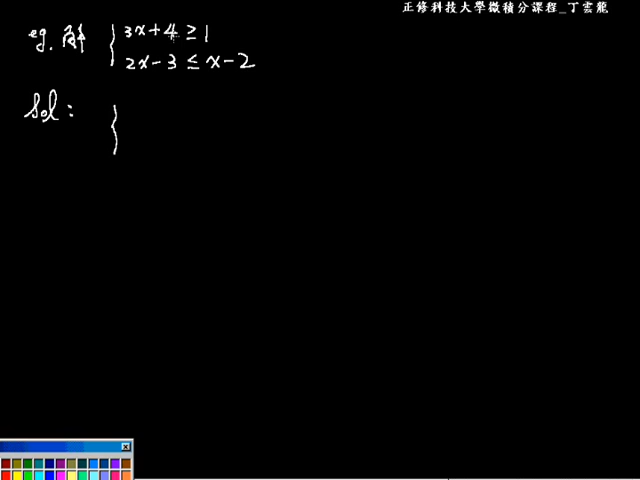 正修科技大學微積分課程_丁雲龍
eg. 解 { 3x+4 ≥ 1
2x-3 ≤ x-2
Sol: {